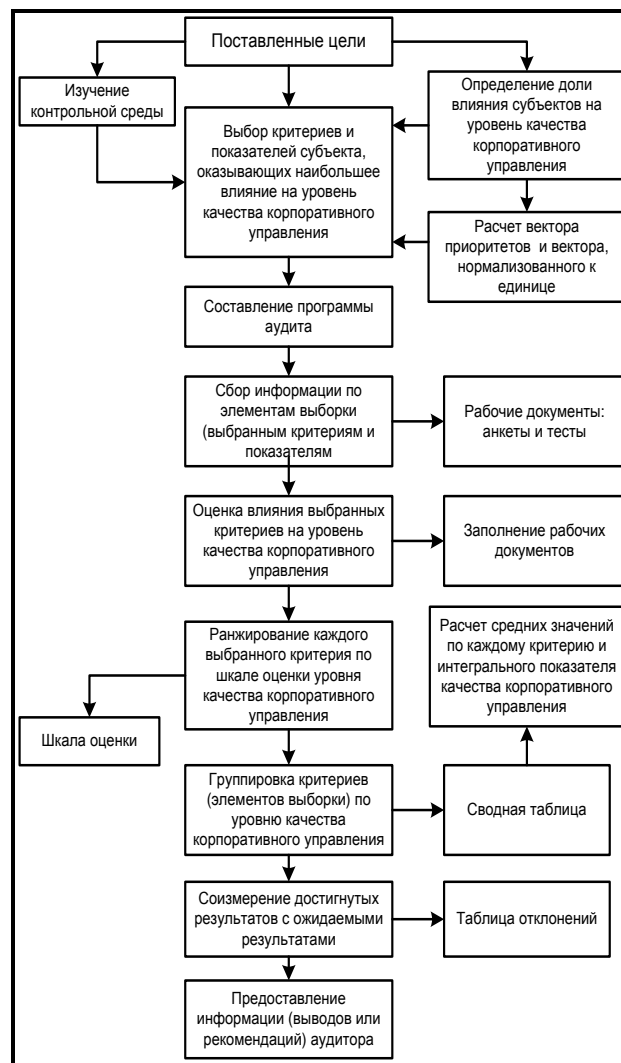 Поставленные цели
Изучение
контрольной среды
Определение доли
влияния субъектов на
уровень качества
корпоративного
управления
Выбор критериев и
показателей субъекта,
оказывающих наибольшее
влияние на уровень
качества корпоративного
управления
Расчет вектора
приоритетов и вектора,
нормализованного к
единице
Составление программы
аудита
Сбор информации по
элементам выборки
(выбранным критериям и
показателям
Рабочие документы:
анкеты и тесты
Оценка влияния выбранных
критериев на уровень
качества корпоративного
управления
Заполнение рабочих
документов
Ранжирование каждого
выбранного критерия по
шкале оценки уровня
качества корпоративного
управления
Расчет средних значений
по каждому критерию и
интегрального показателя
качества корпоративного
управления
Шкала оценки
Группировка критериев
(элементов выборки) по
уровню качества
корпоративного управления
Сводная таблица
Соизмерение достигнутых
результатов с ожидаемыми
результатами
Таблица отклонений
Предоставление
информации (выводов или
рекомендаций) аудитора